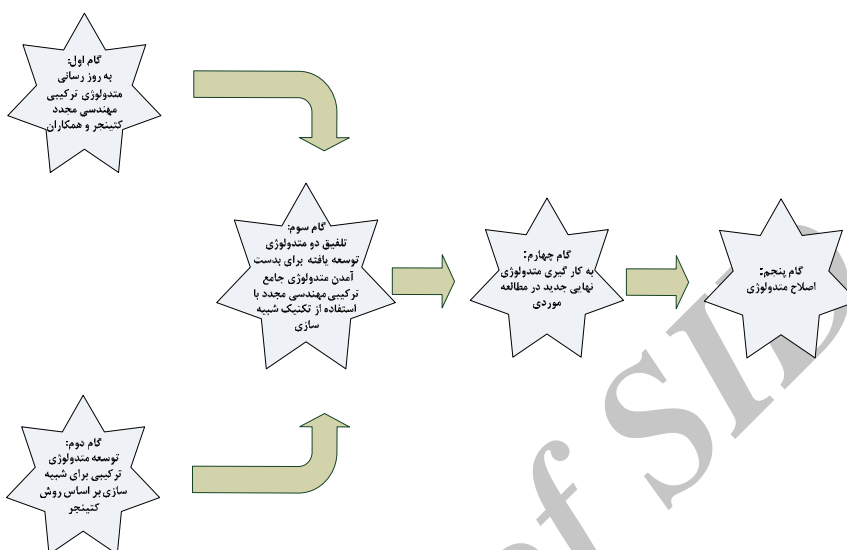 گام اول:
به روز رسانی
متدولوژی ترکیبی
مهندسی مجدد
کتینجر و همکاران
گام سوم:
تلفیق دو متدولوژی
توسعه یافته برای بدست
آمدن متدولوژی جامع
ترکیبی مهندسی مجدد با
استفاده از تکنیک شبیه
سازی
گام چهارم:
به کار گیری متدولوژی
نهایی جدید در مطالعه
موردی
گام پنجم:
اصلاح متدولوژی
گام دوم:
توسعه متدولوژی
ترکیبی برای شبیه
سازی بر اساس روش
کتینجر
of SID